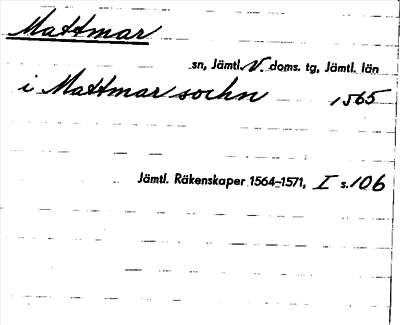 Mattmar
sn, Jämtl. V. doms. tg, Jämtl. län
i Mattmar sochn 1565
Jämtl. Räkenskaper 1564–1571, I s. 106